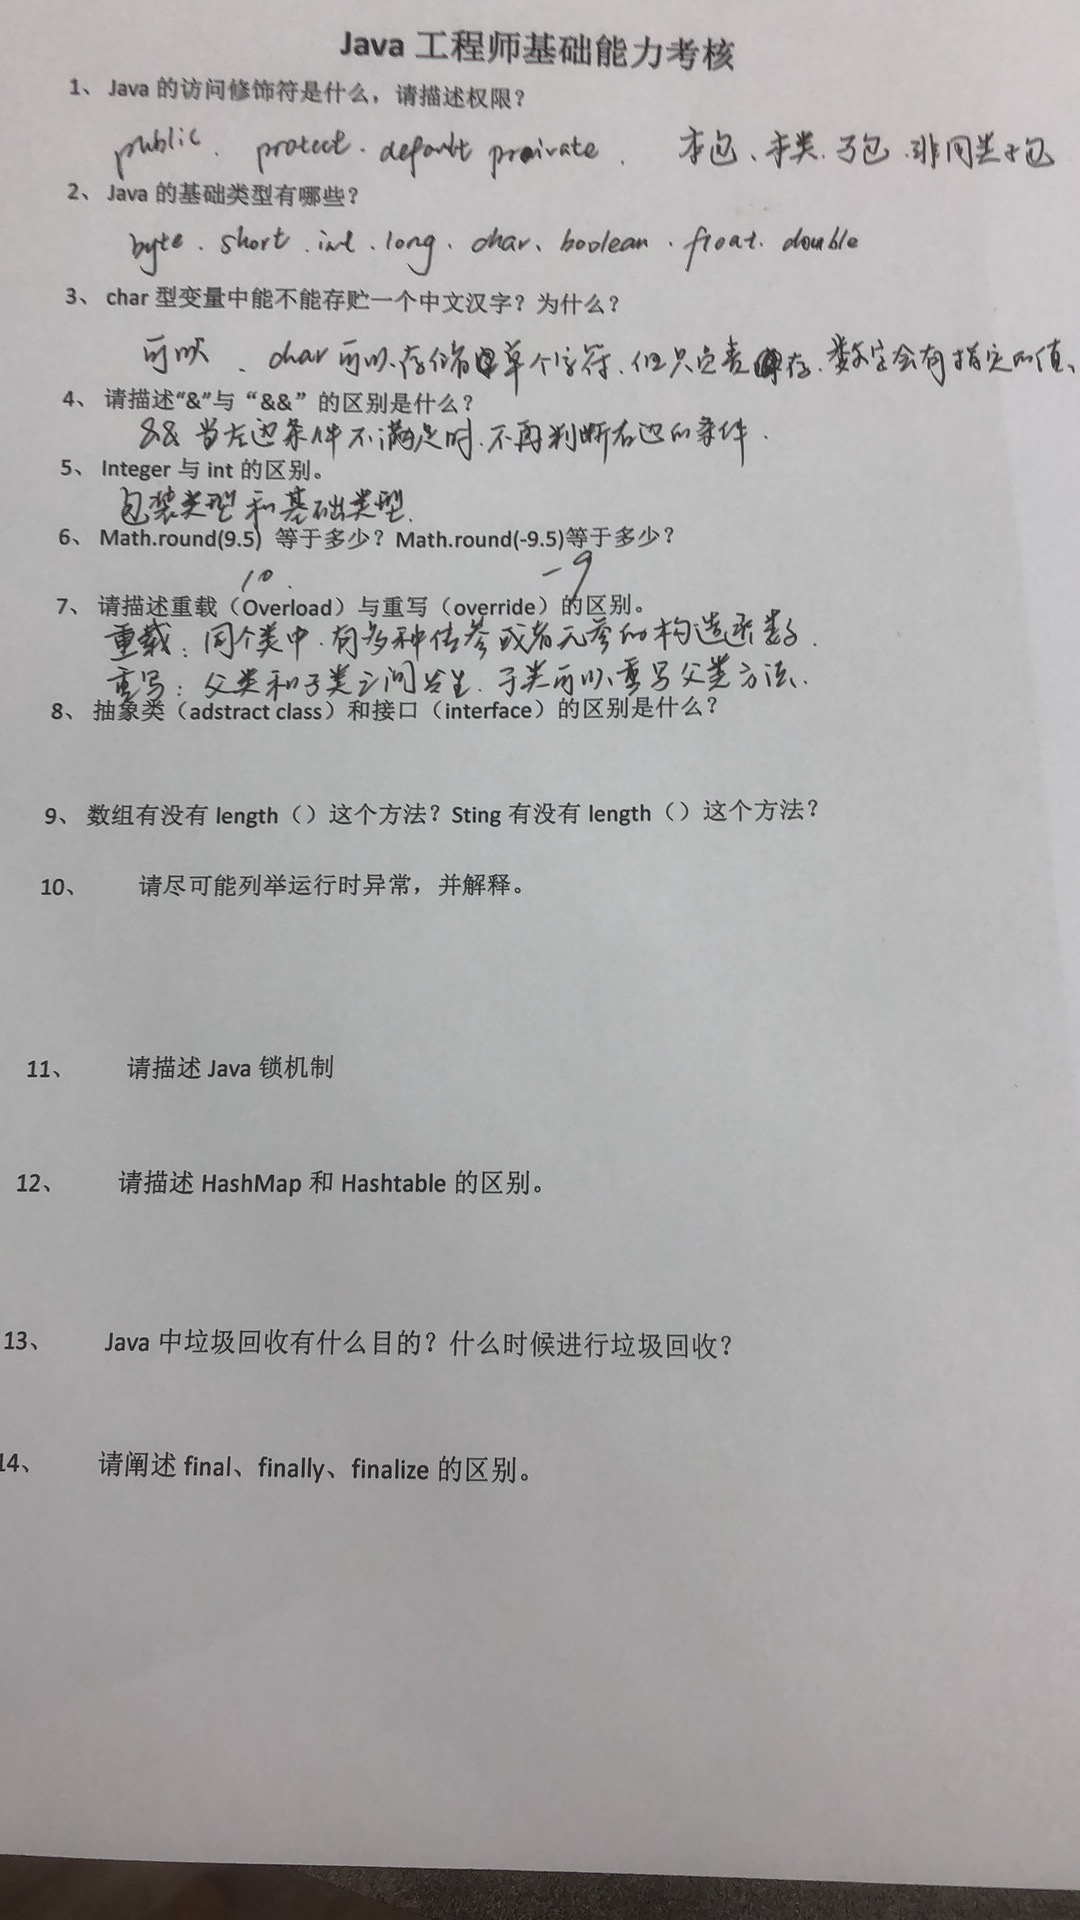 Java 工程师基础能力考核
1、 Java 的访问修饰符是什么，请描述权限？
public . protect . default private . 本包、本类、子包、非同类子包
2、 Java 的基础类型有哪些？
byte . short . int . long . char、boolean . float . double
3、 char 型变量中能不能存贮一个中文汉字？为什么？
可以、char 可以存储单个字符、但只负责存、数字会有指定的值、
4、 请描述“&”与“&&”的区别是什么？
&& 当左边条件不满足时、不再判断右边的条件 .
5、 Integer 与 int 的区别。
包装类型和基础类型.
6、 Math.round(9.5) 等于多少？Math.round(-9.5)等于多少？
10 . -9
7、 请描述重载（Overload）与重写（override）的区别。
重载：同个类中、有多种传参或者无参的构造函数 .
重写：父类和子类之间发生、子类可以重写父类方法、
8、 抽象类（adstract class）和接口（interface）的区别是什么？
9、 数组有没有 length（）这个方法？Sting 有没有 length（）这个方法？
10、 请尽可能列举运行时异常，并解释。
11、 请描述 Java 锁机制
12、 请描述 HashMap 和 Hashtable 的区别。
13、 Java 中垃圾回收有什么目的？什么时候进行垃圾回收？
14、 请阐述 final、finally、finalize 的区别。